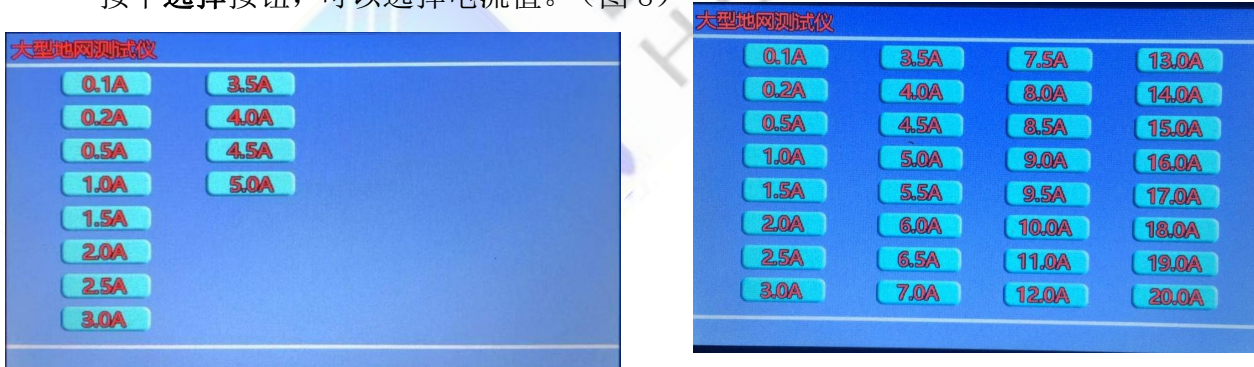 按下选择按钮，可以选择电流值。（图 8）
大型地网测试仪
0.1A 3.5A
0.2A 4.0A
0.5A 4.5A
1.0A 5.0A
1.5A
2.0A
2.5A
3.0A
大型地网测试仪
0.1A 3.5A 7.5A 13.0A
0.2A 4.0A 8.0A 14.0A
0.5A 4.5A 8.5A 15.0A
1.0A 5.0A 9.0A 16.0A
1.5A 5.5A 9.5A 17.0A
2.0A 6.0A 10.0A 18.0A
2.5A 6.5A 11.0A 19.0A
3.0A 7.0A 12.0A 20.0A